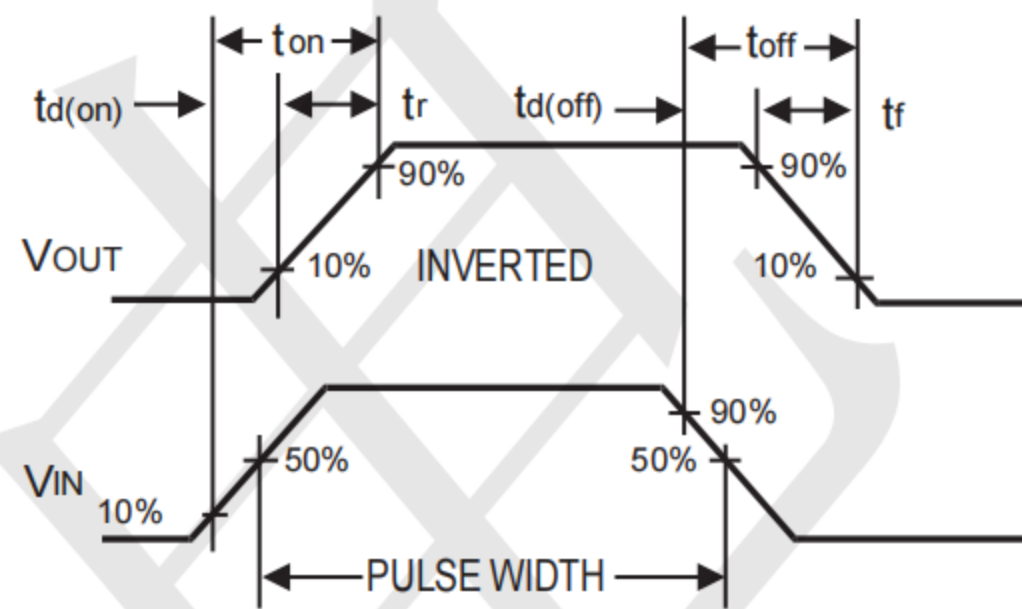 ton toff
td(on) tr td(off) tf
90% 90%
VOUT 10% INVERTED 10%
90%
50% 50%
VIN
10%
PULSE WIDTH